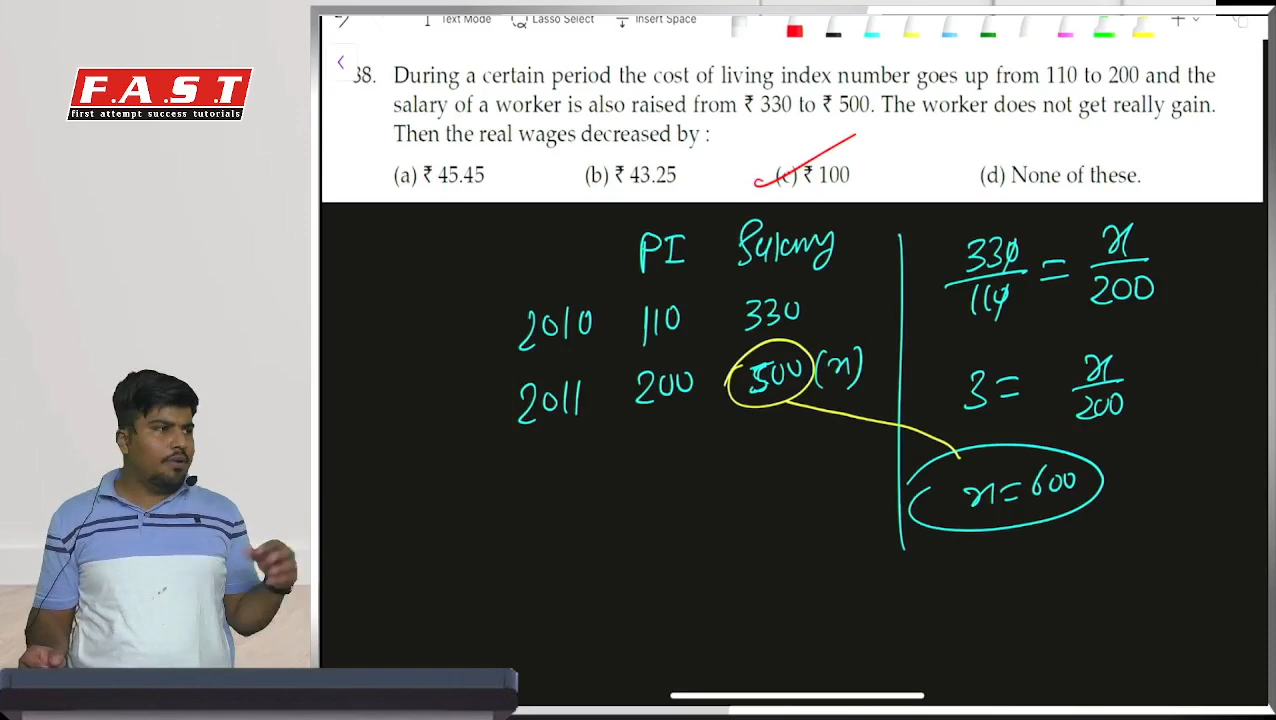 F.A.S.T
first attempt success tutorials
Text Mode
Lasso Select
Insert Space
38. During a certain period the cost of living index number goes up from 110 to 200 and the
salary of a worker is also raised from ₹ 330 to ₹ 500. The worker does not get really gain.
Then the real wages decreased by :
(a) ₹ 45.45 (b) ₹ 43.25 (c) ₹ 100 (d) None of these.
PI Salary
2010 110 330
2011 200 500 (x)
330/110 = x/200
3 = x/200
x = 600